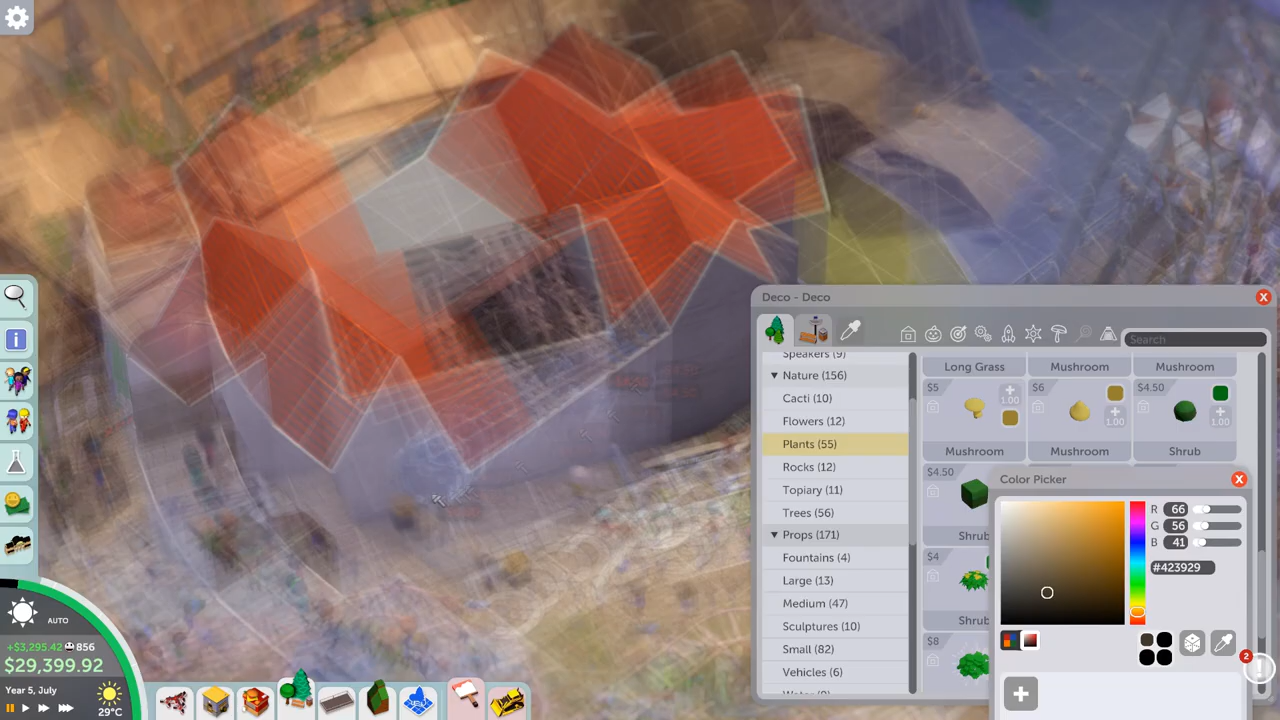 Deco - Deco
Search
Speakers (9)
Nature (156)
Cacti (10)
Flowers (12)
Plants (55)
Rocks (12)
Topiary (11)
Trees (56)
Props (171)
Fountains (4)
Large (13)
Medium (47)
Sculptures (10)
Small (82)
Vehicles (6)
Long Grass
Mushroom
Mushroom
$5
1.00
Mushroom
$6
1.00
Mushroom
$4.50
1.00
Shrub
$4.50
Shrub
$4
Shrub
$8
Color Picker
R 66
G 56
B 41
#423929
2
AUTO
+$3,295.42 856
$29,399.92
Year 5, July
29°C